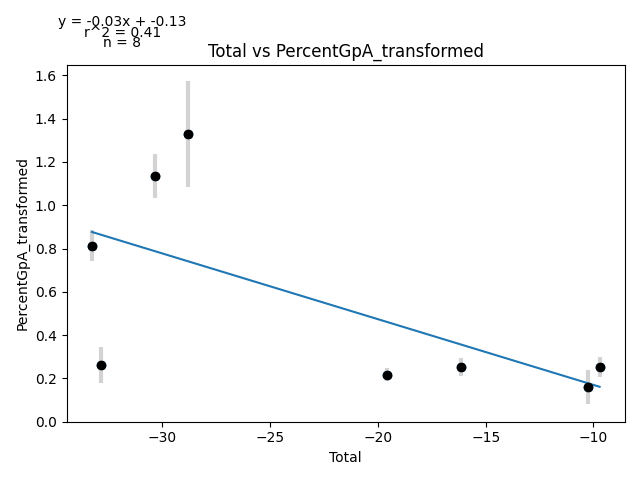 y = -0.03x + -0.13
r^2 = 0.41
n = 8
Total vs PercentGpA_transformed
1.6
1.4
1.2
1.0
0.8
0.6
0.4
0.2
0.0
PercentGpA_transformed
−30
−25
−20
−15
−10
Total